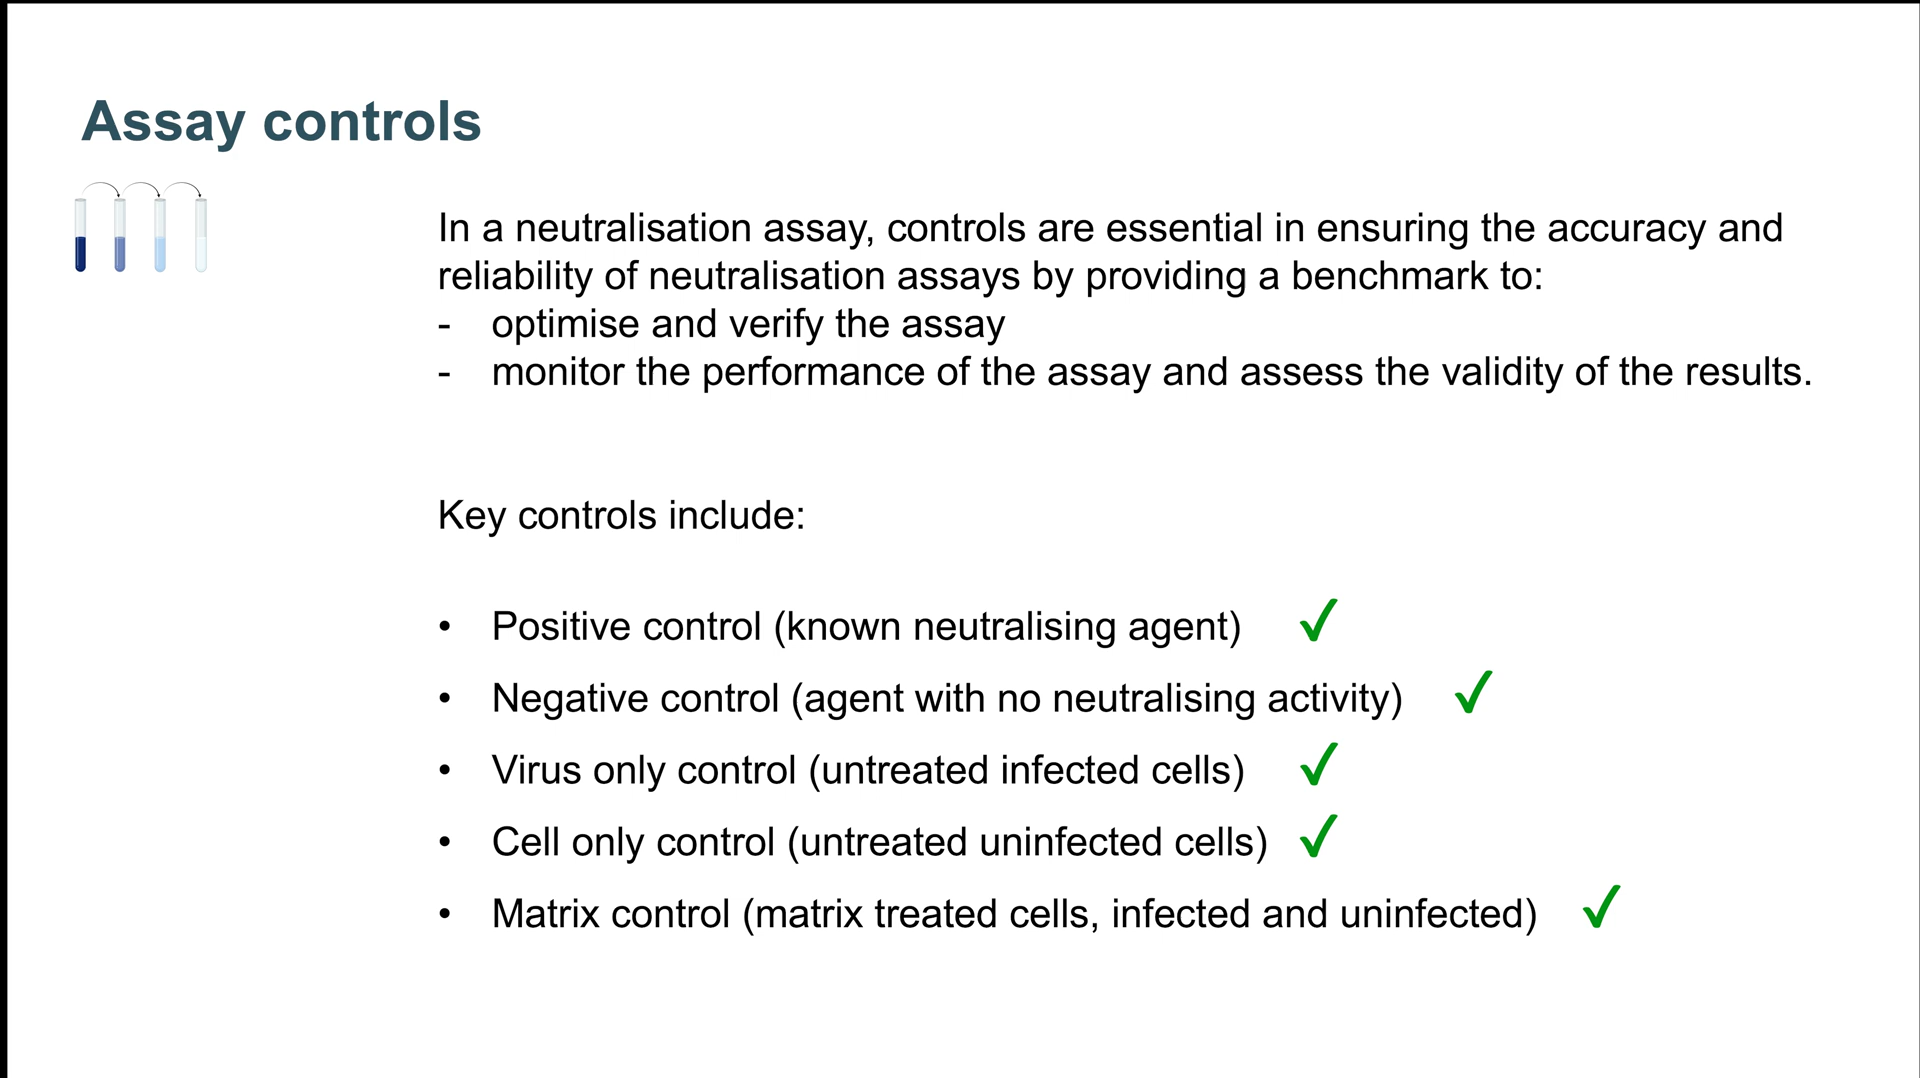 Assay controls
In a neutralisation assay, controls are essential in ensuring the accuracy and
reliability of neutralisation assays by providing a benchmark to:
- optimise and verify the assay
- monitor the performance of the assay and assess the validity of the results.
Key controls include:
• Positive control (known neutralising agent) ✓
• Negative control (agent with no neutralising activity) ✓
• Virus only control (untreated infected cells) ✓
• Cell only control (untreated uninfected cells) ✓
• Matrix control (matrix treated cells, infected and uninfected) ✓